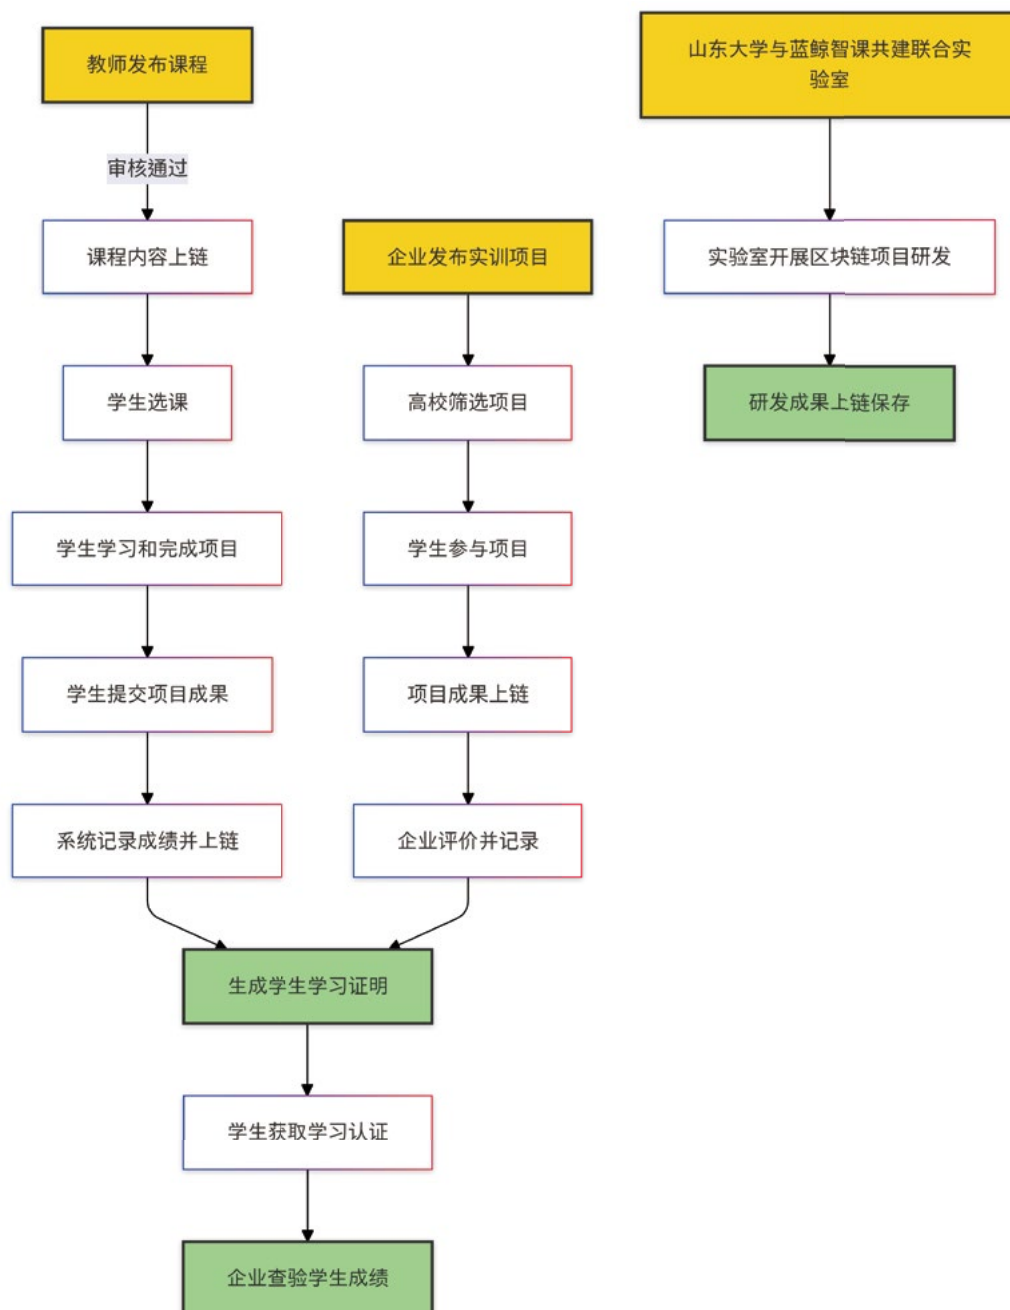 教师发布课程
审核通过
课程内容上链
学生选课
学生学习和完成项目
学生提交项目成果
系统记录成绩并上链
企业发布实训项目
高校筛选项目
学生参与项目
项目成果上链
企业评价并记录
生成学生学习证明
学生获取学习认证
企业查验学生成绩
山东大学与蓝鲸智课共建联合实
验室
实验室开展区块链项目研发
研发成果上链保存